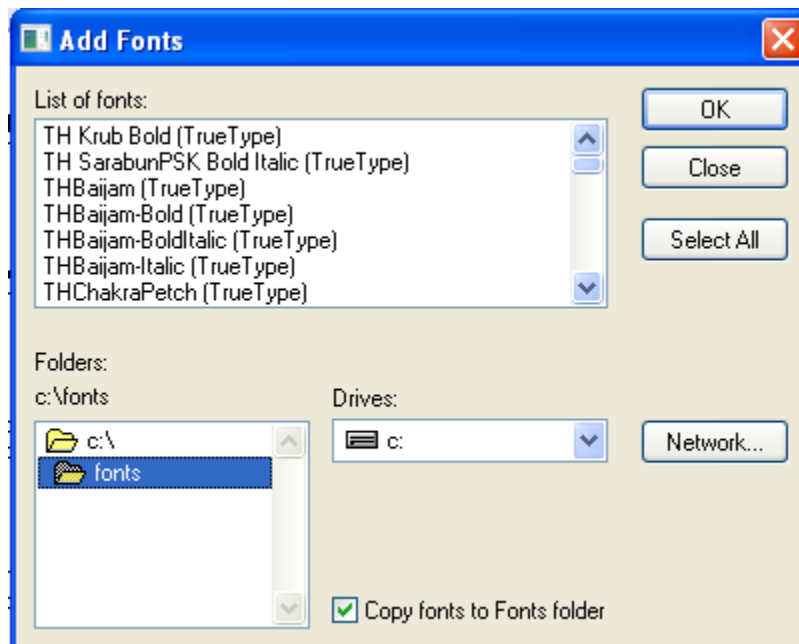 Add Fonts
List of fonts:
TH Krub Bold (TrueType)
TH SarabunPSK Bold Italic (TrueType)
THBaijam (TrueType)
THBaijam-Bold (TrueType)
THBaijam-BoldItalic (TrueType)
THBaijam-Italic (TrueType)
THChakraPetch (TrueType)
OK
Close
Select All
Folders:
c:\fonts
c:\
fonts
Drives:
c:
Network...
Copy fonts to Fonts folder